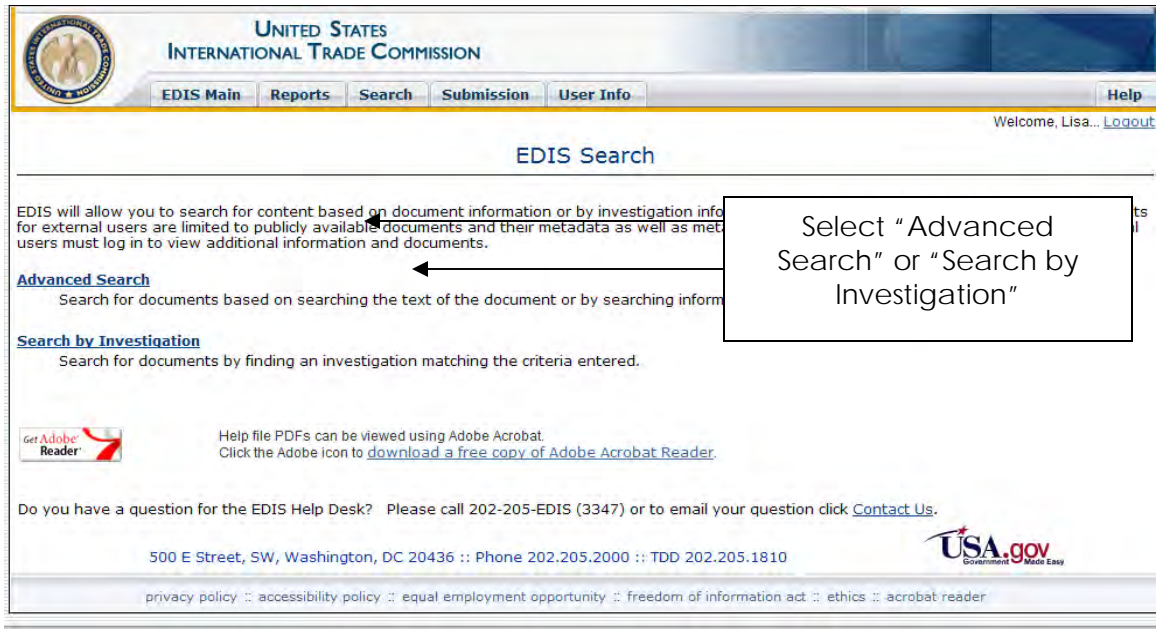 UNITED STATES
INTERNATIONAL TRADE COMMISSION
EDIS Main Reports Search Submission User Info Help
Welcome, Lisa... Logout
EDIS Search
EDIS will allow you to search for content based on document information or by investigation info
for external users are limited to publicly available documents and their metadata as well as
users must log in to view additional information and documents.
Select “Advanced
Search” or “Search by
Investigation”
Advanced Search
Search for documents based on searching the text of the document or by searching inform
Search by Investigation
Search for documents by finding an investigation matching the criteria entered.
Get Adobe Reader
Help file PDFs can be viewed using Adobe Acrobat.
Click the Adobe icon to download a free copy of Adobe Acrobat Reader.
Do you have a question for the EDIS Help Desk? Please call 202-205-EDIS (3347) or to email your question click Contact Us.
500 E Street, SW, Washington, DC 20436 :: Phone 202.205.2000 :: TDD 202.205.1810
USA.gov
Government Made Easy
privacy policy :: accessibility policy :: equal employment opportunity :: freedom of information act :: ethics :: acrobat reader